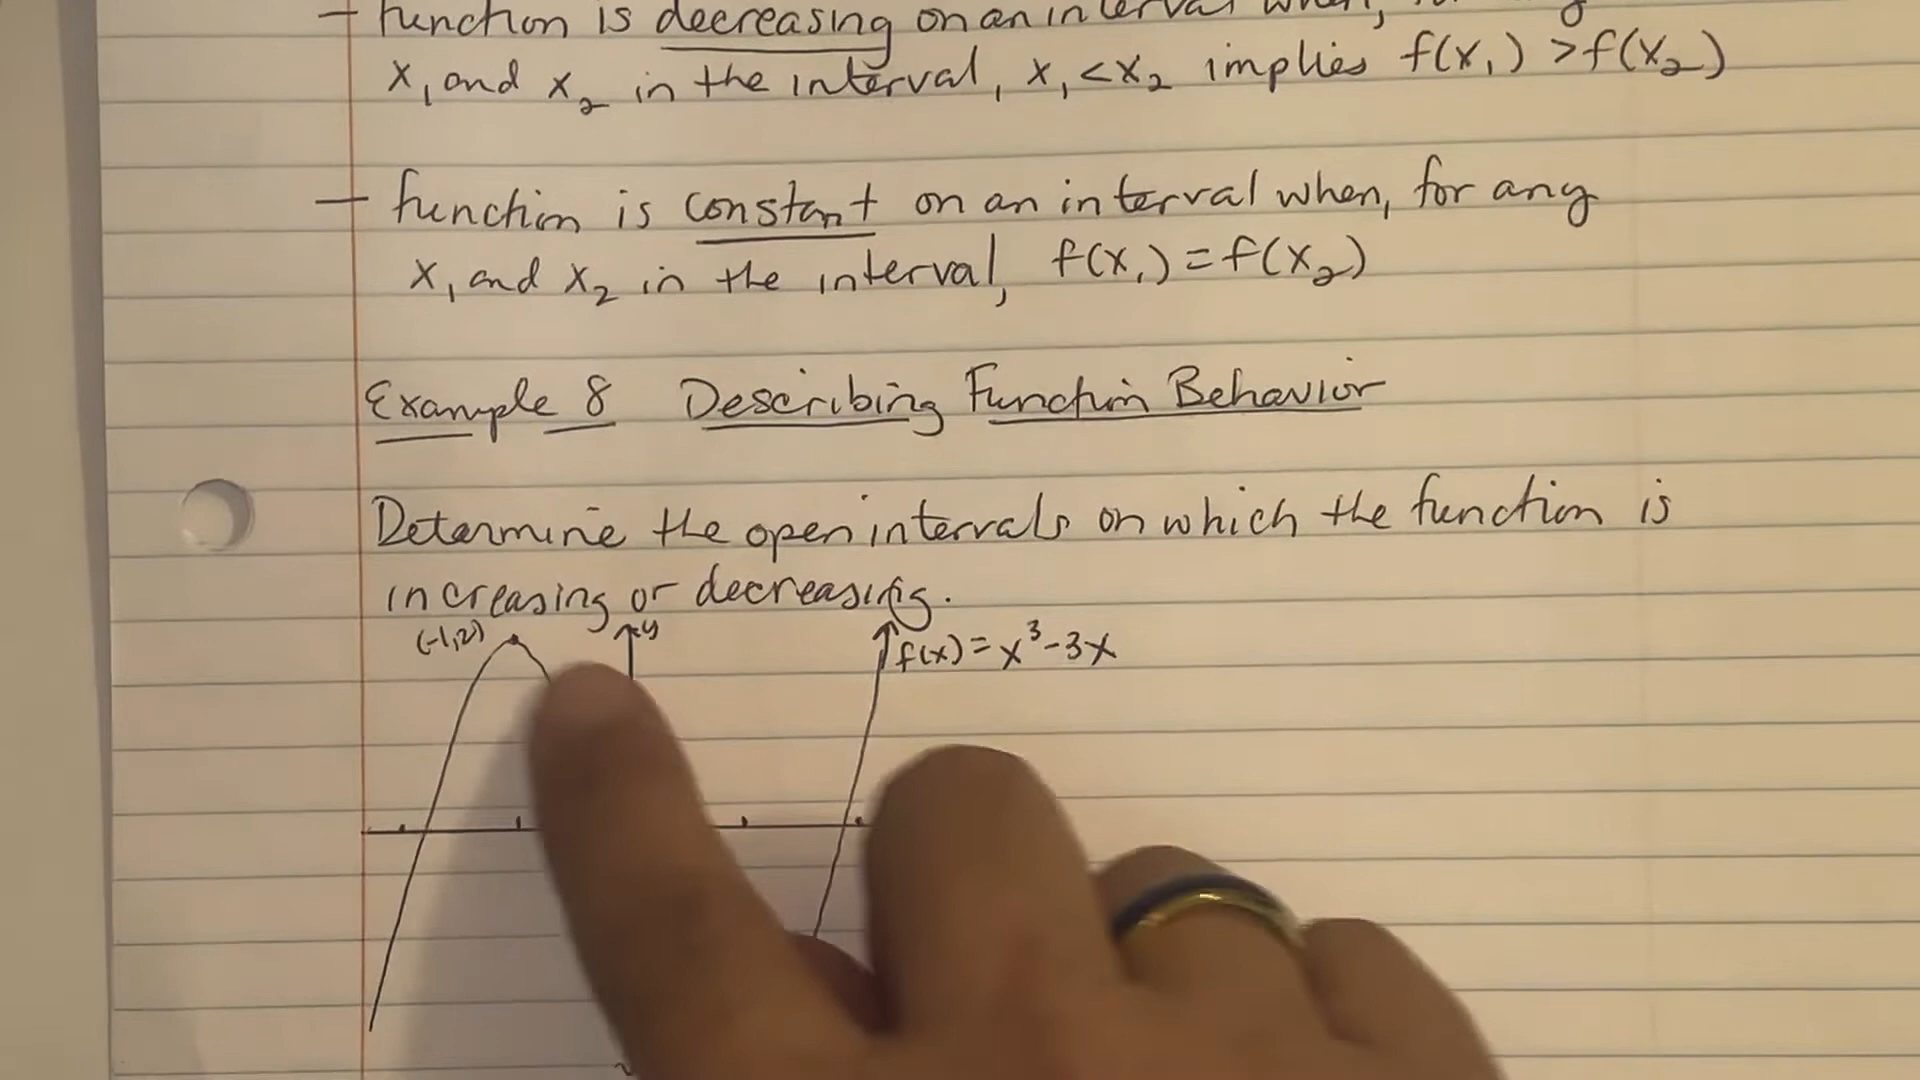 - function is decreasing on an interval when,
x₁ and x₂ in the interval, x₁ < x₂ implies f(x₁) > f(x₂)
- function is constant on an interval when, for any
x₁ and x₂ in the interval, f(x₁) = f(x₂)
Example 8 Describing Function Behavior
Determine the open intervals on which the function is
increasing or decreasing.
(-1,2) y f(x) = x³-3x